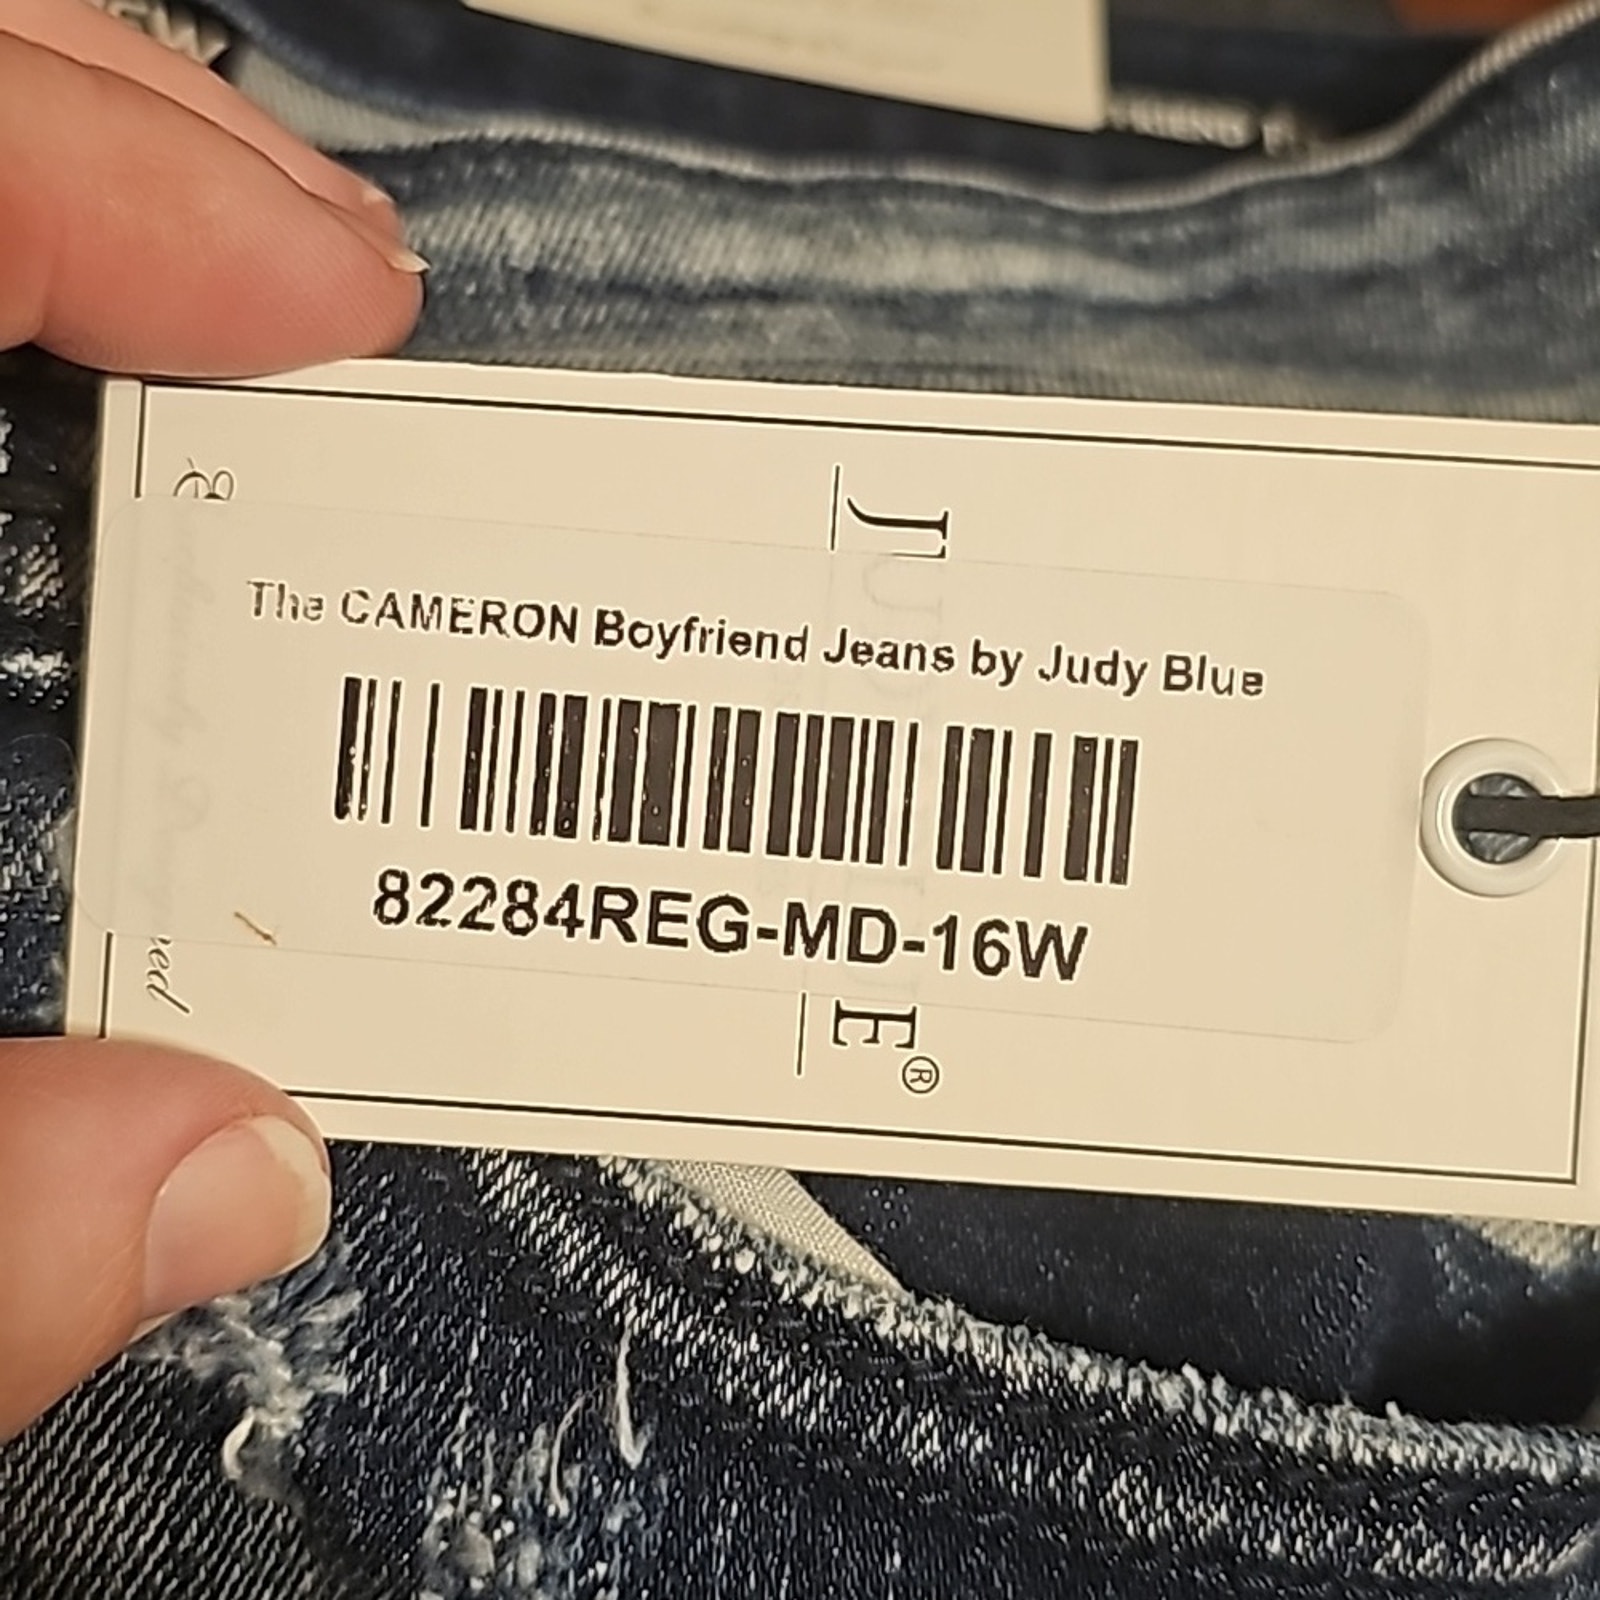 The CAMERON Boyfriend Jeans by Judy Blue
82284REG-MD-16W
J
E®
&